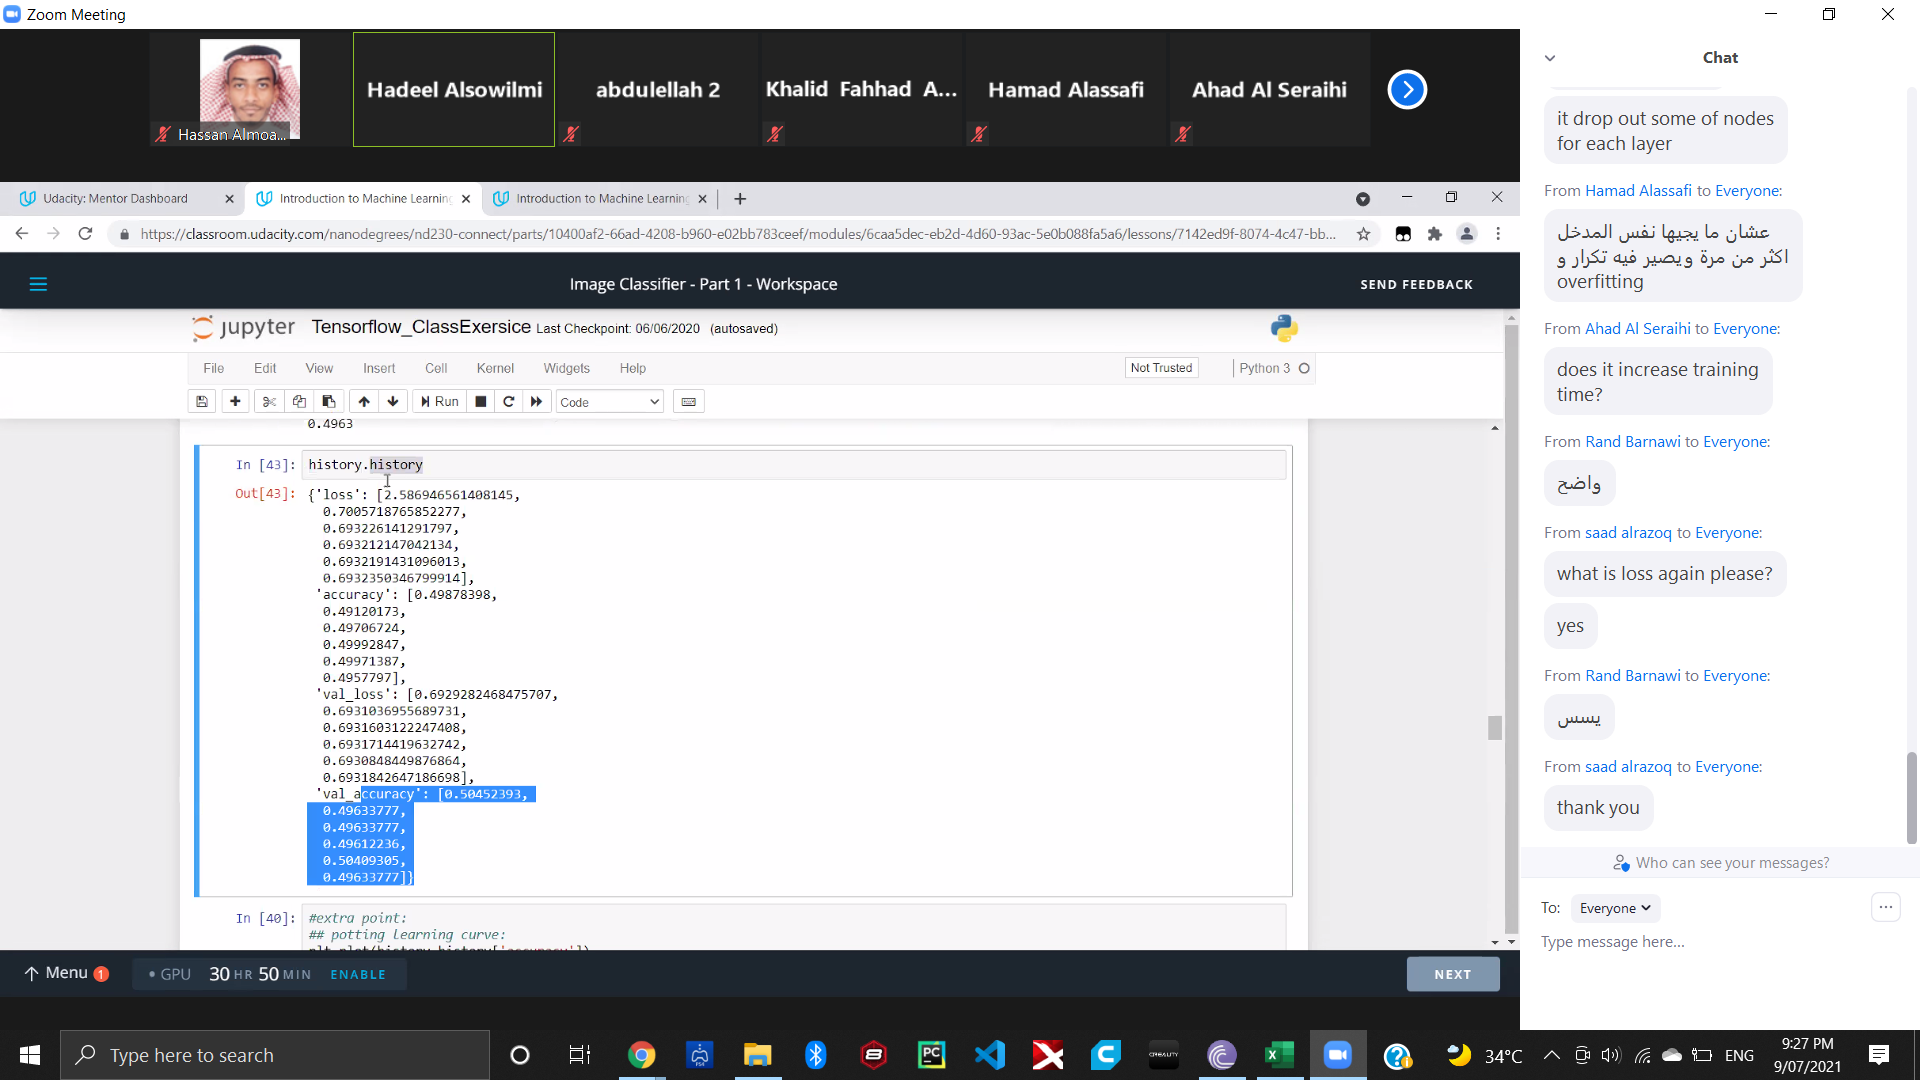 Zoom Meeting
Hassan Almoa...
Hadeel Alsowilmi
abdulellah 2
Khalid Fahhad A...
Hamad Alassafi
Ahad Al Seraihi
Udacity: Mentor Dashboard
Introduction to Machine Learning
Introduction to Machine Learning
https://classroom.udacity.com/nanodegrees/nd230-connect/parts/10400af2-66ad-4208-b960-e02bb783ceef/modules/6caa5dec-eb2d-4d60-93ac-5e0b088fa5a6/lessons/7142ed9f-8074-4c47-bb...
Image Classifier - Part 1 - Workspace
SEND FEEDBACK
jupyter Tensorflow_ClassExersice Last Checkpoint: 06/06/2020 (autosaved)
File Edit View Insert Cell Kernel Widgets Help
Not Trusted
Python 3
Run
Code
0.4963
In [43]: history.history
Out[43]: {'loss': [2.586946561408145,
0.7005718765852277,
0.693226141291797,
0.693212147042134,
0.6932191431096013,
0.6932350346799914],
'accuracy': [0.49878398,
0.49120173,
0.49706724,
0.49992847,
0.49971387,
0.4957797],
'val_loss': [0.6929282468475707,
0.6931036955689731,
0.6931603122247408,
0.6931714419632742,
0.6930848449876864,
0.6931842647186698],
'val_accuracy': [0.50452393,
0.49633777,
0.49633777,
0.49612236,
0.50409305,
0.49633777]}
In [40]: #extra point:
## potting Learning curve:
plt.plot(history.history['accuracy'])
Menu 1
GPU 30 HR 50 MIN ENABLE
NEXT
Chat
it drop out some of nodes
for each layer
From Hamad Alassafi to Everyone:
عشان ما يجيها نفس المدخل
اكثر من مرة ويصير فيه تكرار و
overfitting
From Ahad Al Seraihi to Everyone:
does it increase training
time?
From Rand Barnawi to Everyone:
واضح
From saad alrazoq to Everyone:
what is loss again please?
yes
From Rand Barnawi to Everyone:
يسس
From saad alrazoq to Everyone:
thank you
Who can see your messages?
To: Everyone
Type message here...
Type here to search
PC
CREALITY
34°C
ENG
9:27 PM
9/07/2021